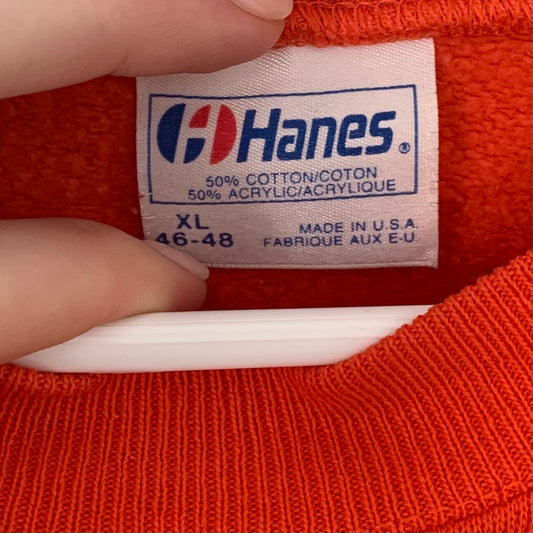 Hanes®
50% COTTON/COTON
50% ACRYLIC/ACRYLIQUE
XL
46-48
MADE IN U.S.A.
FABRIQUE AUX E-U